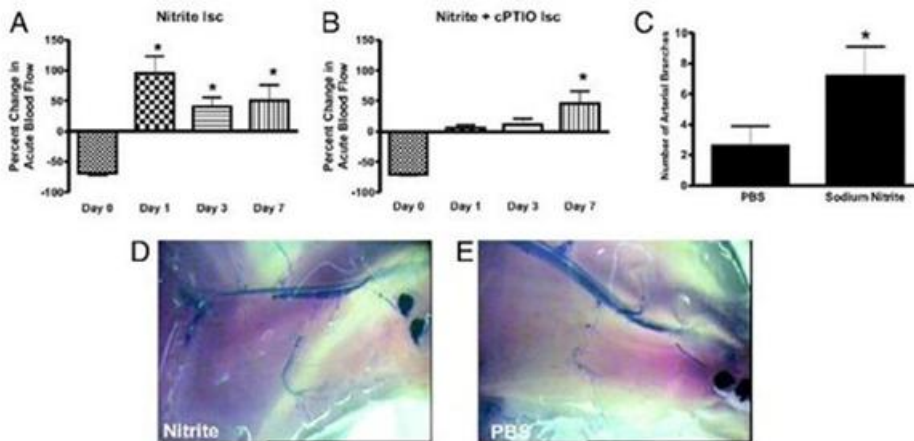 A
Nitrite Isc
Percent Change in
Acute Blood Flow
150
100
50
0
-50
-100
Day 0 Day 1 Day 3 Day 7
*
*
*
B
Nitrite + cPTIO Isc
Percent Change in
Acute Blood Flow
150
100
50
0
-50
-100
Day 0 Day 1 Day 3 Day 7
*
C
Number of Arterial Branches
10
8
6
4
2
0
PBS Sodium Nitrite
*
D
Nitrite
E
PBS